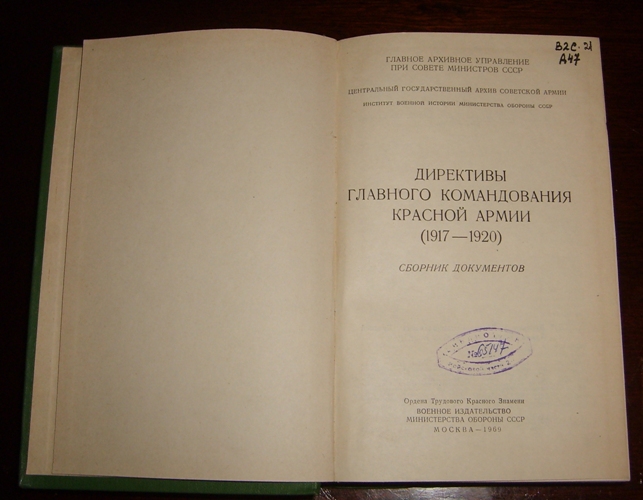 В2С.21
А47
ГЛАВНОЕ АРХИВНОЕ УПРАВЛЕНИЕ
ПРИ СОВЕТЕ МИНИСТРОВ СССР
ЦЕНТРАЛЬНЫЙ ГОСУДАРСТВЕННЫЙ АРХИВ СОВЕТСКОЙ АРМИИ
ИНСТИТУТ ВОЕННОЙ ИСТОРИИ МИНИСТЕРСТВА ОБОРОНЫ СССР
ДИРЕКТИВЫ
ГЛАВНОГО КОМАНДОВАНИЯ
КРАСНОЙ АРМИИ
(1917—1920)
СБОРНИК ДОКУМЕНТОВ
№65147
Ордена Трудового Красного Знамени
ВОЕННОЕ ИЗДАТЕЛЬСТВО
МИНИСТЕРСТВА ОБОРОНЫ СССР
МОСКВА—1969